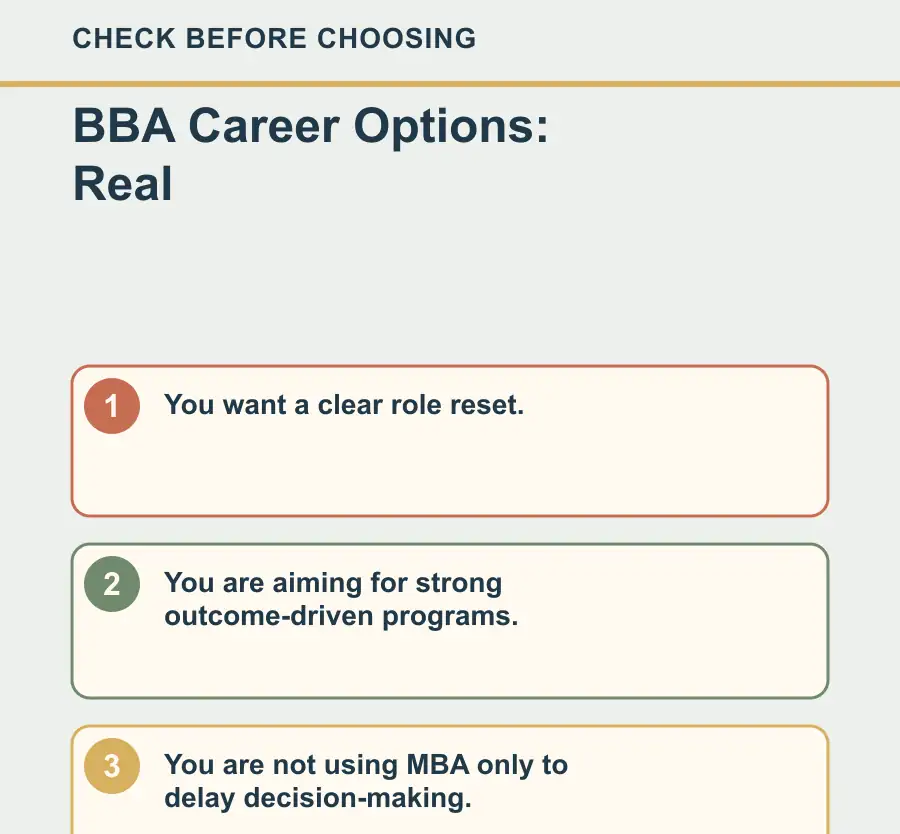 CHECK BEFORE CHOOSING
BBA Career Options:
Real
1
You want a clear role reset.
2
You are aiming for strong
outcome-driven programs.
3
You are not using MBA only to
delay decision-making.